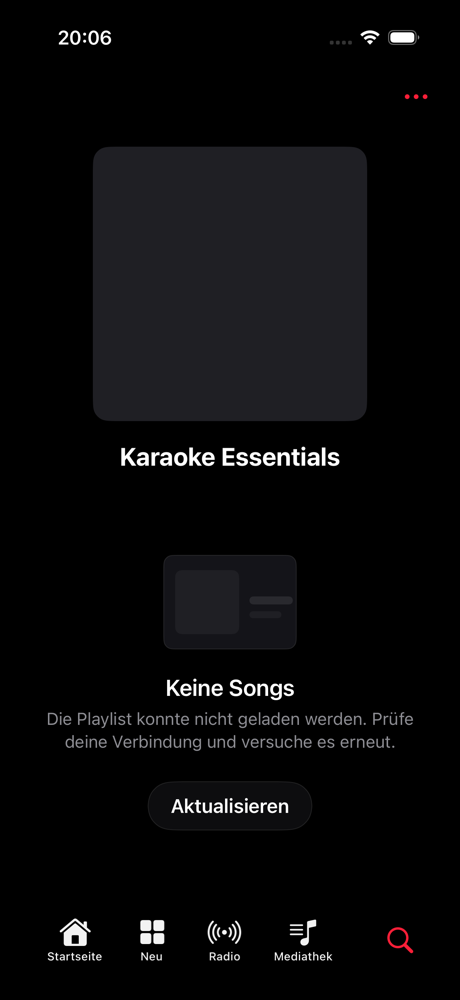 20:06
Karaoke Essentials
Keine Songs
Die Playlist konnte nicht geladen werden. Prüfe
deine Verbindung und versuche es erneut.
Aktualisieren
Startseite
Neu
Radio
Mediathek